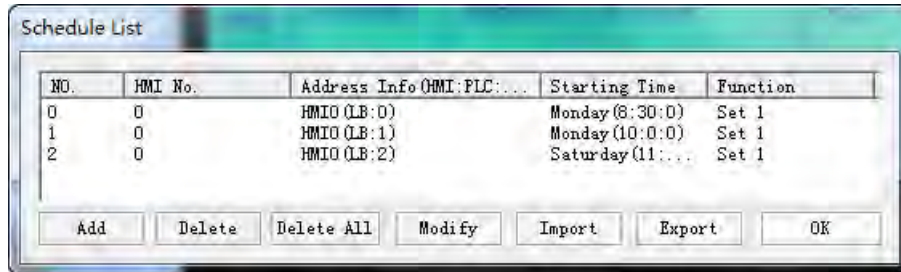 Schedule List
NO. HMI No. Address Info(HMI:PLC:... Starting Time Function
0 0 HMI0(LB:0) Monday(8:30:0) Set 1
1 0 HMI0(LB:1) Monday(10:0:0) Set 1
2 0 HMI0(LB:2) Saturday(11:... Set 1
Add Delete Delete All Modify Import Export OK